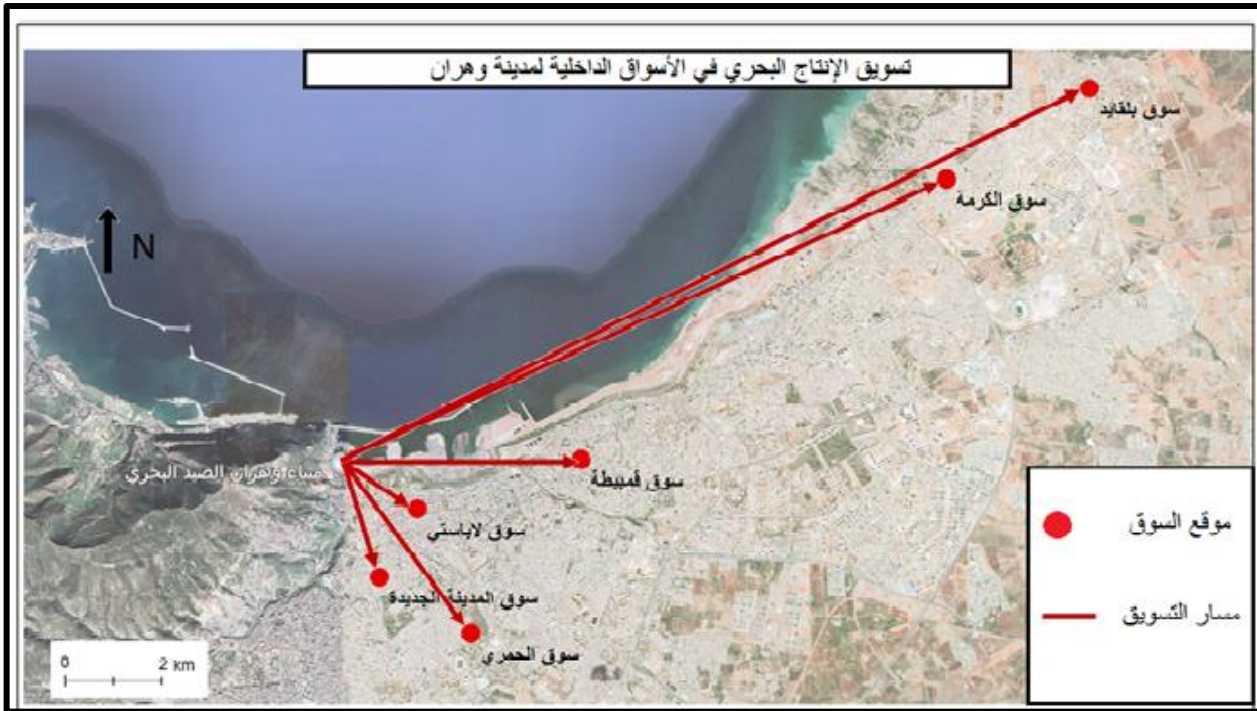 تسويق الإنتاج البحري في الأسواق الداخلية لمدينة وهران
سوق بلقايد
سوق الكرمة
N
ميناء وهران الصيد البحري
سوق قمبيطة
سوق لاباستي
سوق المدينة الجديدة
سوق الحمري
موقع السوق
مسار التسويق
0 2 KM